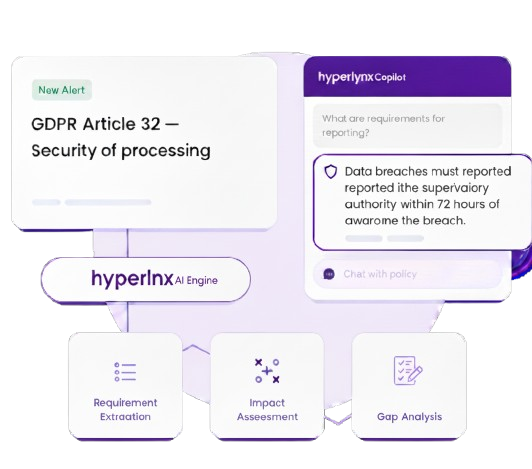 New Alert
GDPR Article 32 —
Security of processing
hyperlynx Copilot
What are requirements for
reporting?
Data breaches must reported
reported ithe supervaiory
authority within 72 hours of
awarome the breach.
Chat with policy
hyperlnx AI Engine
Requirement
Extraation
Impact
Asseesment
Gap Analysis